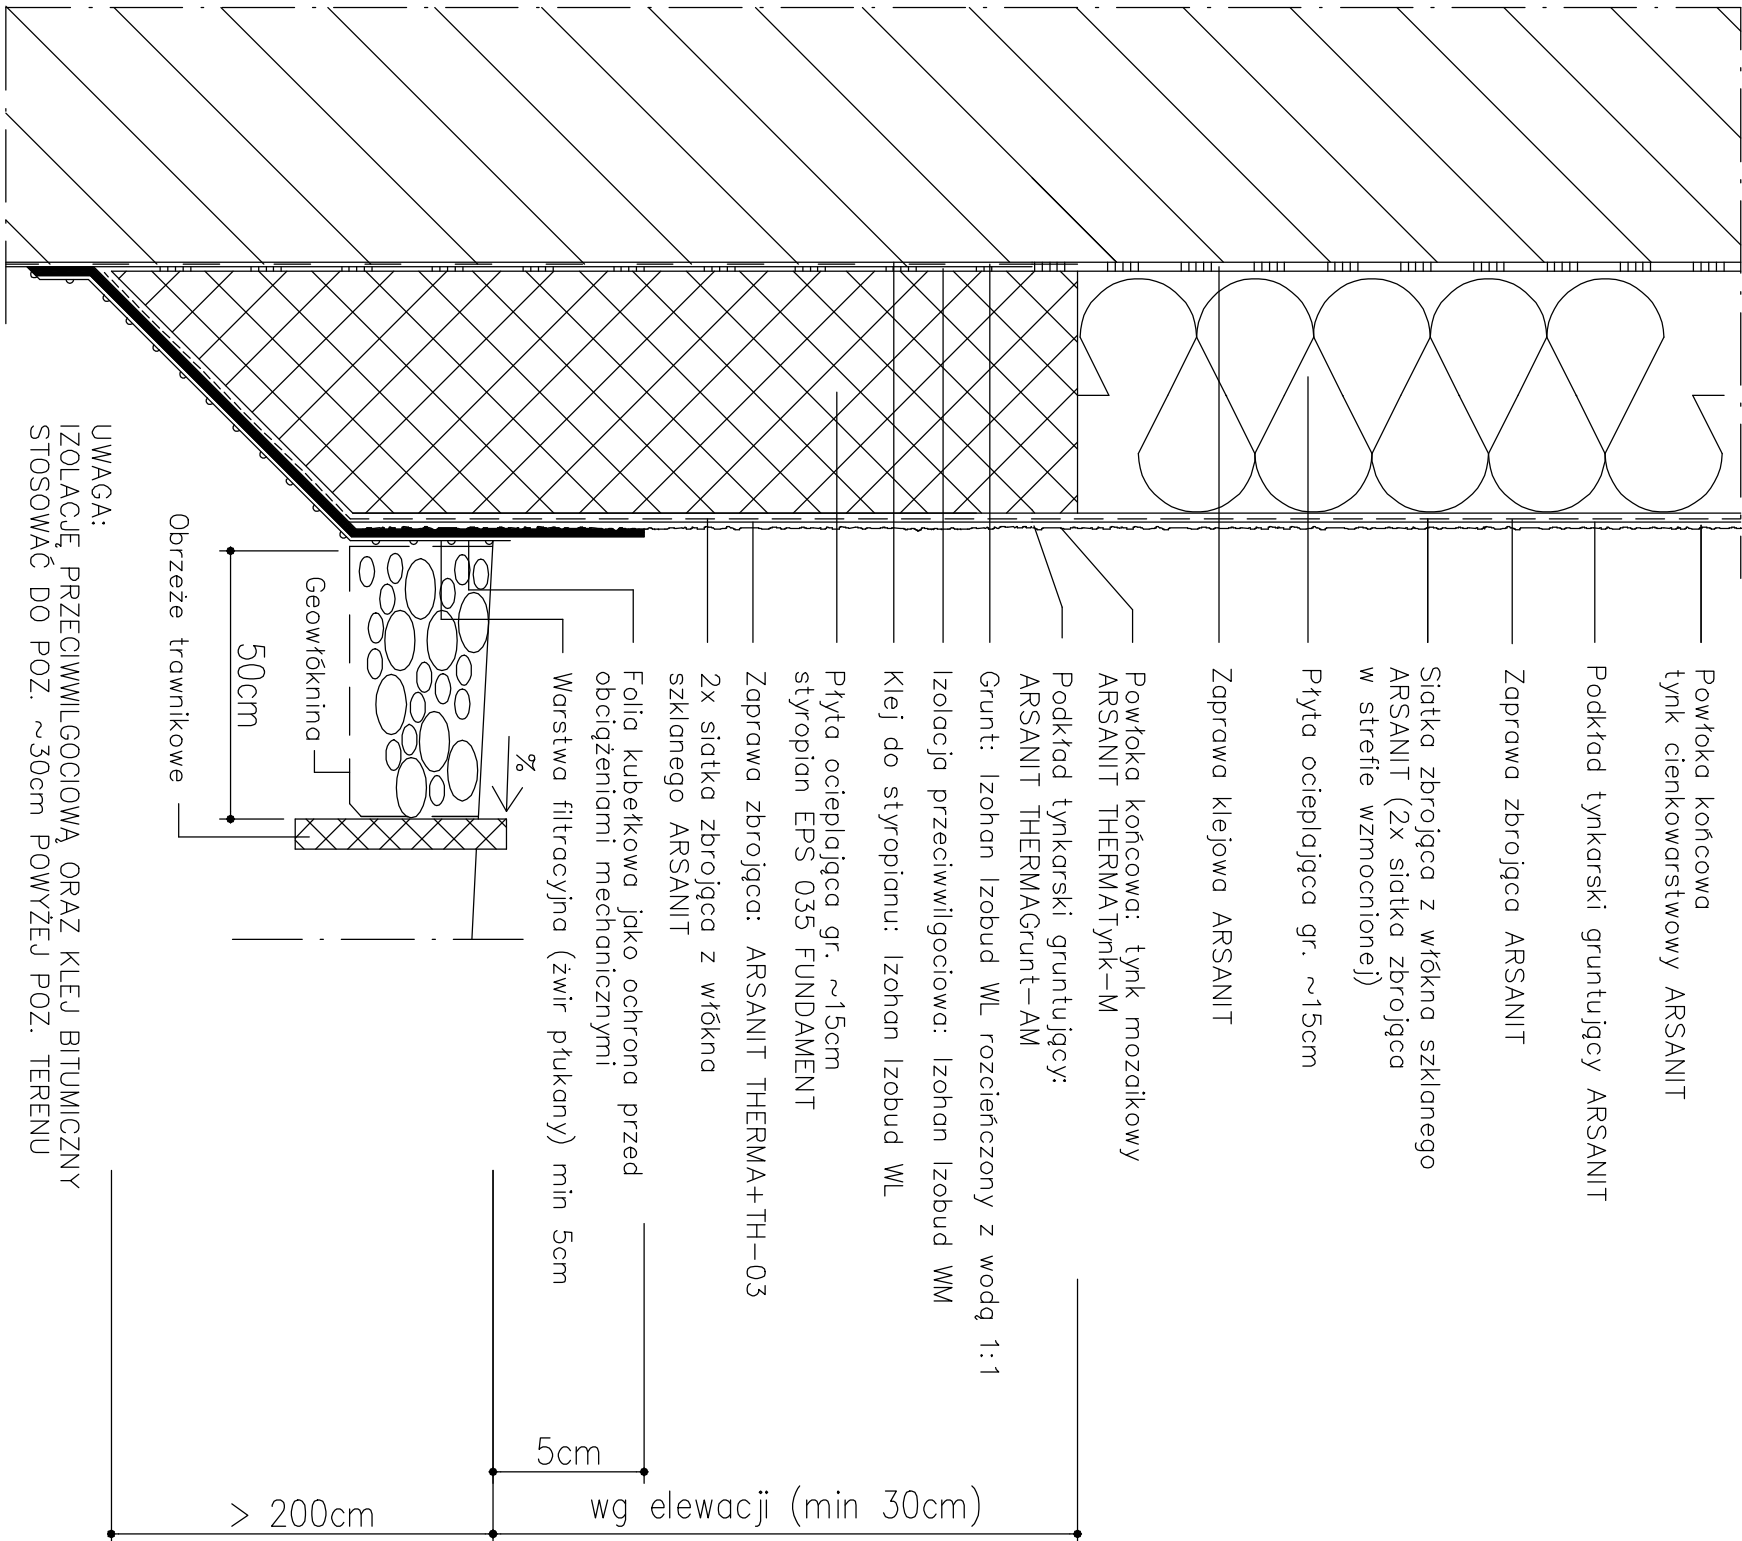 Powłoka końcowa
tynk cienkowarstwowy ARSANIT
Podkład tynkarski gruntujący ARSANIT
Zaprawa zbrojąca ARSANIT
Siatka zbrojąca z włókna szklanego
ARSANIT (2x siatka zbrojąca
w strefie wzmocnionej)
Płyta ocieplająca gr. ~15cm
Zaprawa klejowa ARSANIT
Powłoka końcowa: tynk mozaikowy
ARSANIT THERMATynk-M
Podkład tynkarski gruntujący:
ARSANIT THERMAGrunt-AM
Grunt: Izohan Izobud WL rozcieńczony z wodą 1:1
Izolacja przeciwwilgociowa: Izohan Izobud WM
Klej do styropianu: Izohan Izobud WL
Płyta ocieplająca gr. ~15cm
styropian EPS 035 FUNDAMENT
Zaprawa zbrojąca: ARSANIT THERMA+TH-03
2x siatka zbrojąca z włókna
szklanego ARSANIT
Folia kubełkowa jako ochrona przed
obciążeniami mechanicznymi
Warstwa filtracyjna (żwir płukany) min 5cm
%
50cm
Geowłóknina
Obrzeże trawnikowe
UWAGA:
IZOLACJĘ PRZECIWWILGOCIOWĄ ORAZ KLEJ BITUMICZNY
STOSOWAĆ DO POZ. ~30cm POWYŻEJ POZ. TERENU
5cm
wg elewacji (min 30cm)
> 200cm